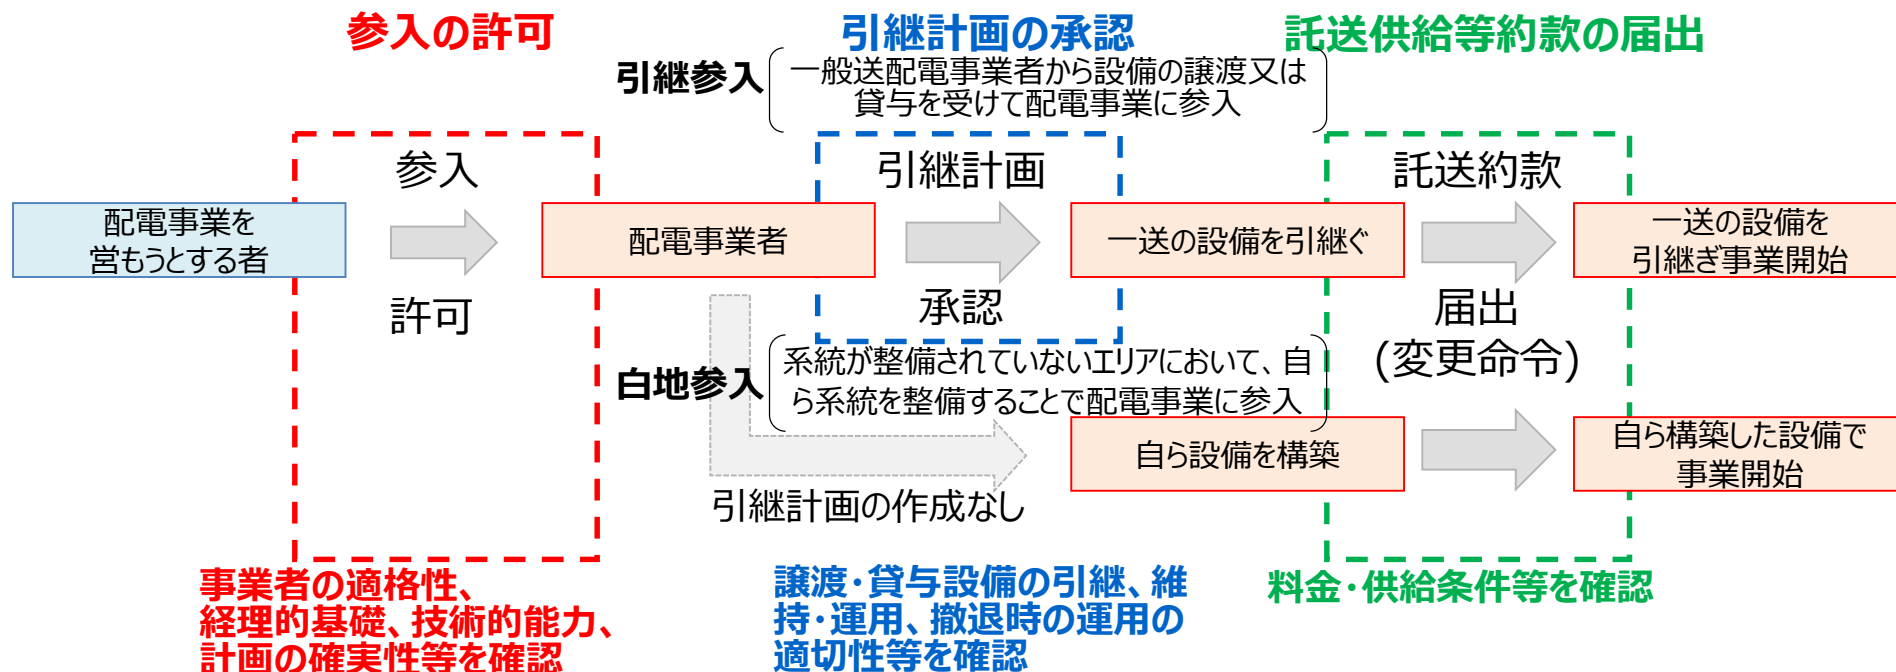 参入の許可
引継計画の承認
託送供給等約款の届出
引継参入
一般送配電事業者から設備の譲渡又は
貸与を受けて配電事業に参入
参入
引継計画
託送約款
配電事業を
営もうとする者
配電事業者
一送の設備を引継ぐ
一送の設備を
引継ぎ事業開始
許可
承認
届出
(変更命令)
白地参入
系統が整備されていないエリアにおいて、自
ら系統を整備することで配電事業に参入
自ら設備を構築
自ら構築した設備で
事業開始
引継計画の作成なし
事業者の適格性、
経理的基礎、技術的能力、
計画の確実性等を確認
譲渡・貸与設備の引継、維
持・運用、撤退時の運用の
適切性等を確認
料金・供給条件等を確認